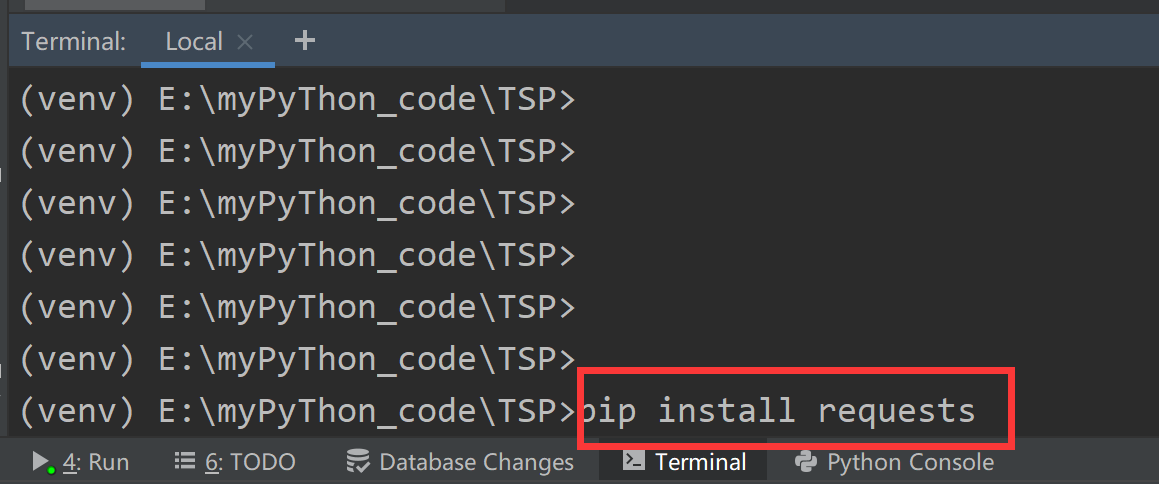 Terminal: Local × +
(venv) E:\myPyThon_code\TSP>
(venv) E:\myPyThon_code\TSP>
(venv) E:\myPyThon_code\TSP>
(venv) E:\myPyThon_code\TSP>
(venv) E:\myPyThon_code\TSP>
(venv) E:\myPyThon_code\TSP>
(venv) E:\myPyThon_code\TSP>pip install requests
4: Run 6: TODO Database Changes Terminal Python Console